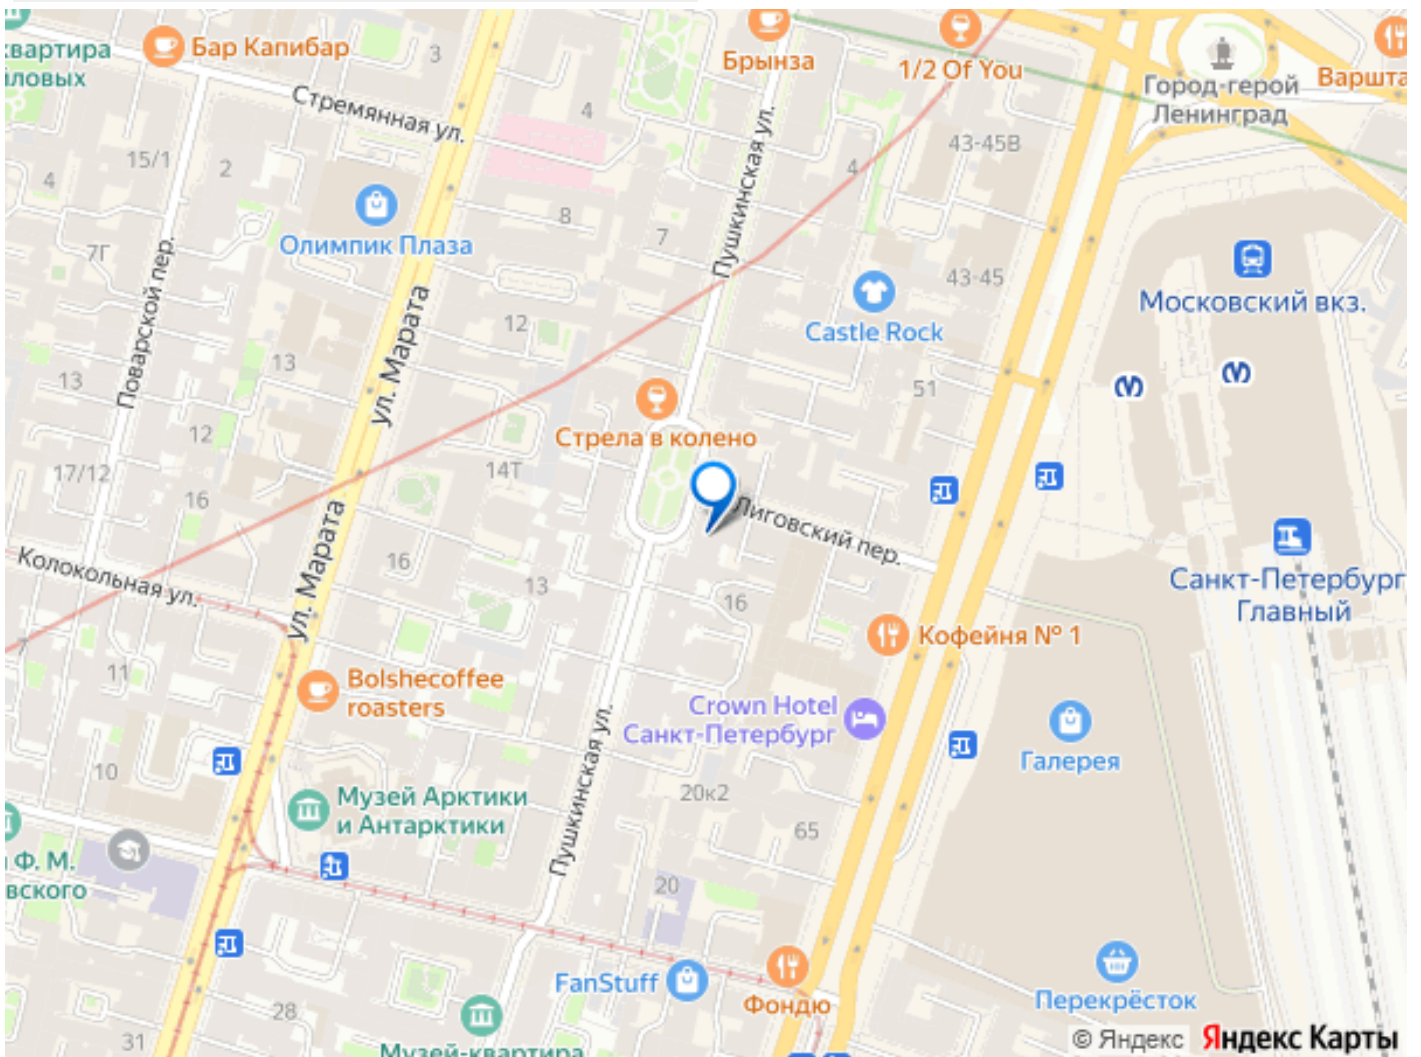 квартира
йловых
Бар Капибар
3
Стремянная ул.
4
Брынза
1/2 Of You
Город-герой
Ленинград
Варшта
43-45В
15/1
2
4
4
Олимпик Плаза
8
7
Пушкинская ул.
7Г
Поварской пер.
43-45
Московский вкз.
Castle Rock
ул. Марата
12
13
13
51
12
Стрела в колено
17/12
16
14Т
Лиговский пер.
Колокольная ул.
ул. Марата
16
13
16
Санкт-Петербург
Главный
Кофейня № 1
7
11
Bolshecoffee
roasters
Crown Hotel
Санкт-Петербург
Галерея
10
Музей Арктики
и Антарктики
20к2
65
Пушкинская ул.
Ф. М.
вского
20
FanStuff
Фондю
Перекрёсток
28
31
Музей-квартира
© Яндекс Яндекс Карты